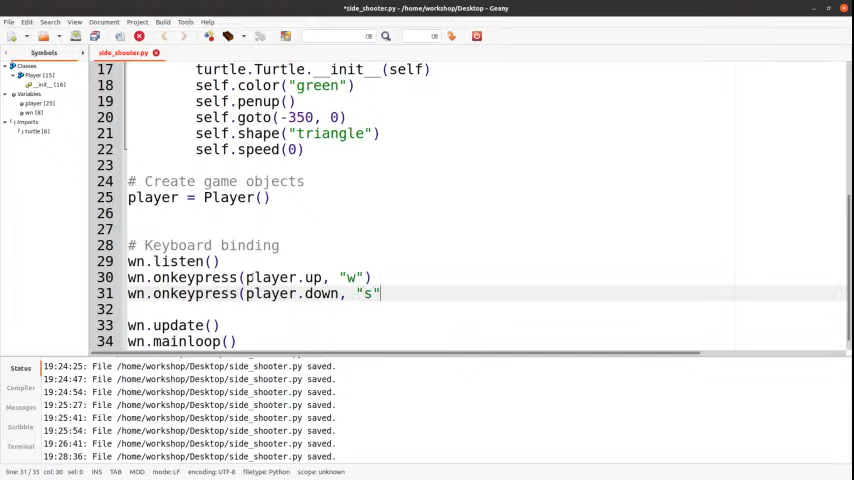 *side_shooter.py - /home/workshop/Desktop - Geany
File Edit Search View Document Project Build Tools Help
Symbols
side_shooter.py
Classes
Player [15]
__init__ [16]
Variables
player [25]
wn [8]
Imports
turtle [6]
17 turtle.Turtle.__init__(self)
18 self.color("green")
19 self.penup()
20 self.goto(-350, 0)
21 self.shape("triangle")
22 self.speed(0)
23
24 # Create game objects
25 player = Player()
26
27
28 # Keyboard binding
29 wn.listen()
30 wn.onkeypress(player.up, "w")
31 wn.onkeypress(player.down, "s"
32
33 wn.update()
34 wn.mainloop()
Status
Compiler
Messages
Scribble
Terminal
19:24:25: File /home/workshop/Desktop/side_shooter.py saved.
19:24:47: File /home/workshop/Desktop/side_shooter.py saved.
19:24:54: File /home/workshop/Desktop/side_shooter.py saved.
19:25:27: File /home/workshop/Desktop/side_shooter.py saved.
19:25:41: File /home/workshop/Desktop/side_shooter.py saved.
19:25:54: File /home/workshop/Desktop/side_shooter.py saved.
19:26:41: File /home/workshop/Desktop/side_shooter.py saved.
19:28:36: File /home/workshop/Desktop/side_shooter.py saved.
line: 31 / 35 col: 30 sel: 0 INS TAB MOD mode: LF encoding: UTF-8 filetype: Python scope: unknown